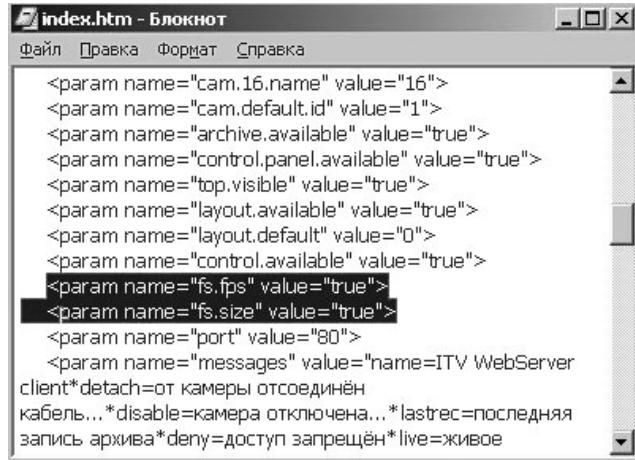 index.htm - Блокнот
Файл Правка Формат Справка
<param name="cam.16.name" value="16">
<param name="cam.default.id" value="1">
<param name="archive.available" value="true">
<param name="control.panel.available" value="true">
<param name="top.visible" value="true">
<param name="layout.available" value="true">
<param name="layout.default" value="0">
<param name="control.available" value="true">
<param name="fs.fps" value="true">
<param name="fs.size" value="true">
<param name="port" value="80">
<param name="messages" value="name=ITV WebServer
client*detach=от камеры отсоединён
кабель...*disable=камера отключена...*lastrec=последняя
запись архива*deny=доступ запрещён*live=живое